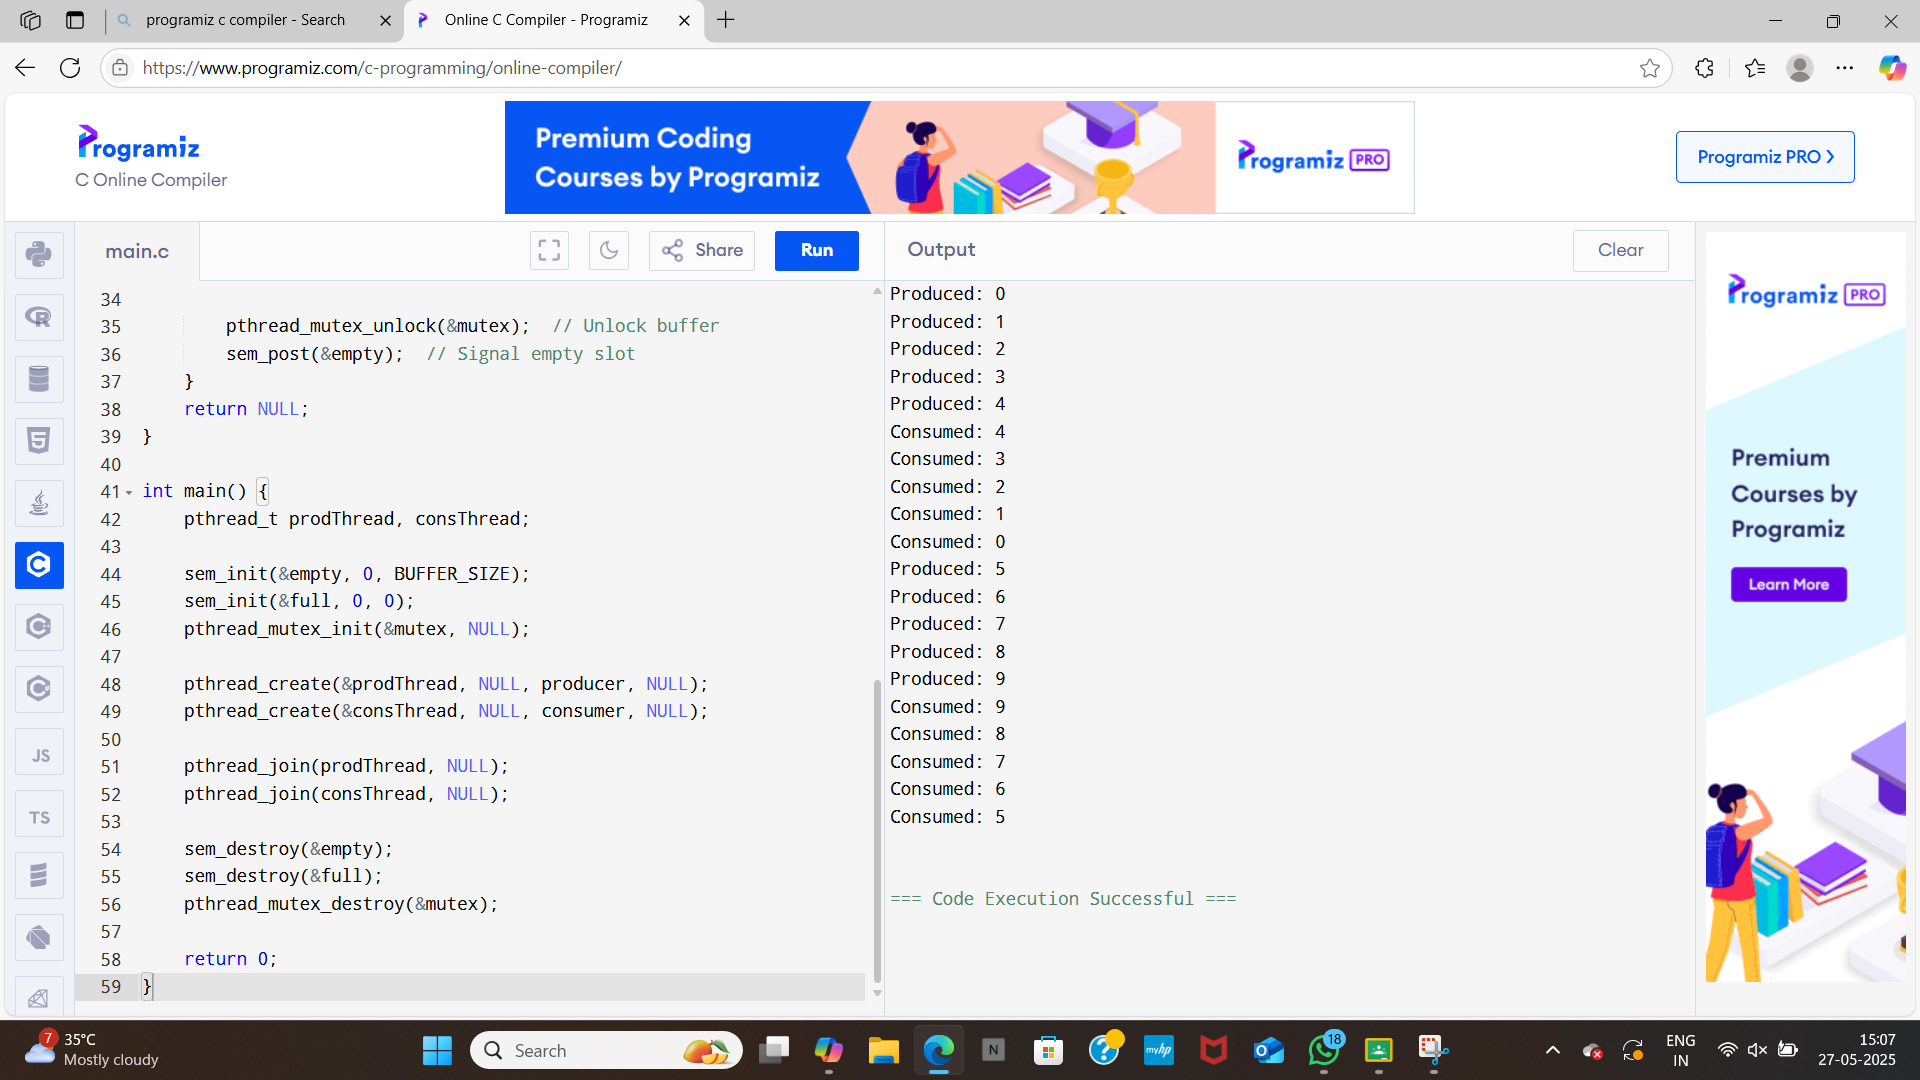 programiz c compiler - Search
Online C Compiler - Programiz
https://www.programiz.com/c-programming/online-compiler/
Programiz
C Online Compiler
Premium Coding
Courses by Programiz
Programiz PRO
Programiz PRO
main.c
Share
Run
Output
Clear
34
35 pthread_mutex_unlock(&mutex);  // Unlock buffer
36 sem_post(&empty);  // Signal empty slot
37 }
38 return NULL;
39 }
40
41 int main() {
42 pthread_t prodThread, consThread;
43
44 sem_init(&empty, 0, BUFFER_SIZE);
45 sem_init(&full, 0, 0);
46 pthread_mutex_init(&mutex, NULL);
47
48 pthread_create(&prodThread, NULL, producer, NULL);
49 pthread_create(&consThread, NULL, consumer, NULL);
50
51 pthread_join(prodThread, NULL);
52 pthread_join(consThread, NULL);
53
54 sem_destroy(&empty);
55 sem_destroy(&full);
56 pthread_mutex_destroy(&mutex);
57
58 return 0;
59 }
Produced: 0
Produced: 1
Produced: 2
Produced: 3
Produced: 4
Consumed: 4
Consumed: 3
Consumed: 2
Consumed: 1
Consumed: 0
Produced: 5
Produced: 6
Produced: 7
Produced: 8
Produced: 9
Consumed: 9
Consumed: 8
Consumed: 7
Consumed: 6
Consumed: 5
=== Code Execution Successful ===
Programiz PRO
Premium
Courses by
Programiz
Learn More
R
5
C
JS
TS
7
35°C
Mostly cloudy
Search
N
myhp
18
ENG
IN
15:07
27-05-2025